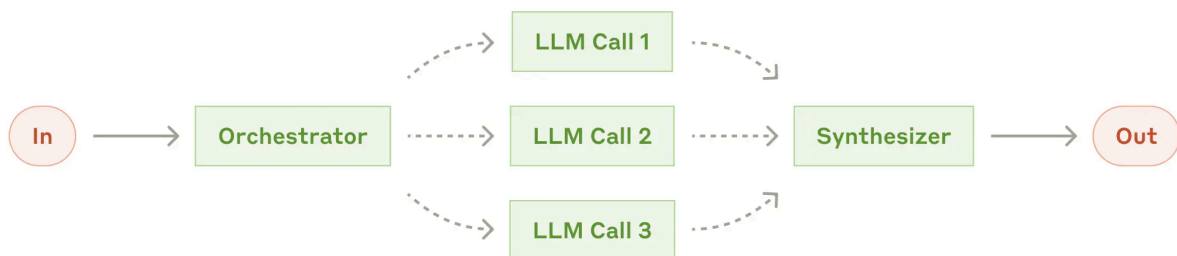 In
Orchestrator
LLM Call 1
LLM Call 2
LLM Call 3
Synthesizer
Out